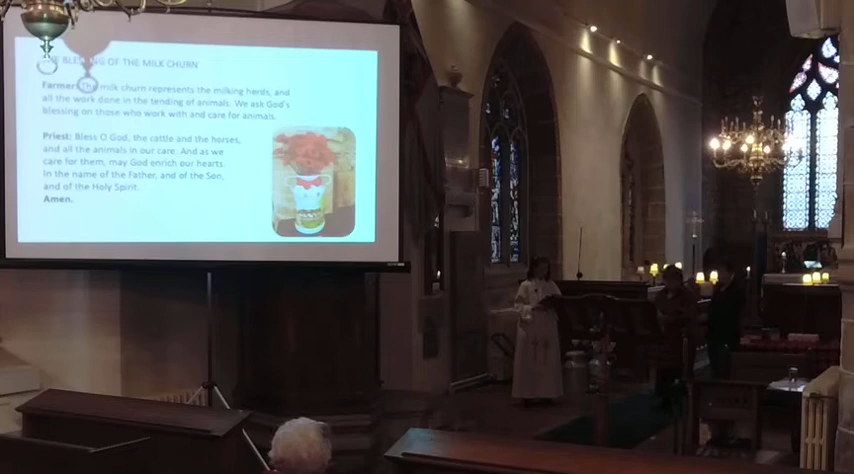 THE BLESSING OF THE MILK CHURN
Farmer: The milk churn represents the milking herds, and
all the work done in the tending of animals. We ask God's
blessing on those who work with and care for animals.
Priest: Bless O God, the cattle and the horses,
and all the animals in our care. And as we
care for them, may God enrich our hearts.
In the name of the Father, and of the Son,
and of the Holy Spirit.
Amen.